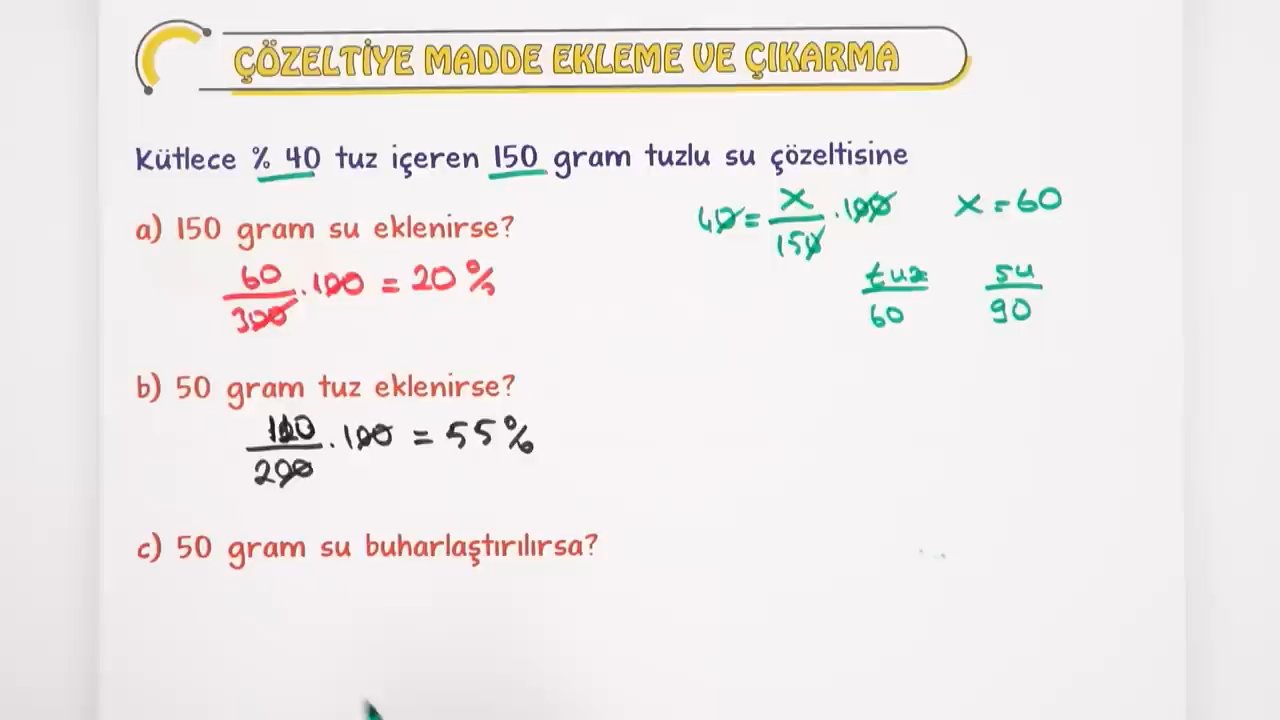 ÇÖZELTİYE MADDE EKLEME VE ÇIKARMA
Kütlece % 40 tuz içeren 150 gram tuzlu su çözeltisine
a) 150 gram su eklenirse?
40 = x/150 . 100 x = 60
60/300 . 100 = 20 %
tuz su
60 90
b) 50 gram tuz eklenirse?
110/200 . 100 = 55 %
c) 50 gram su buharlaştırılırsa?